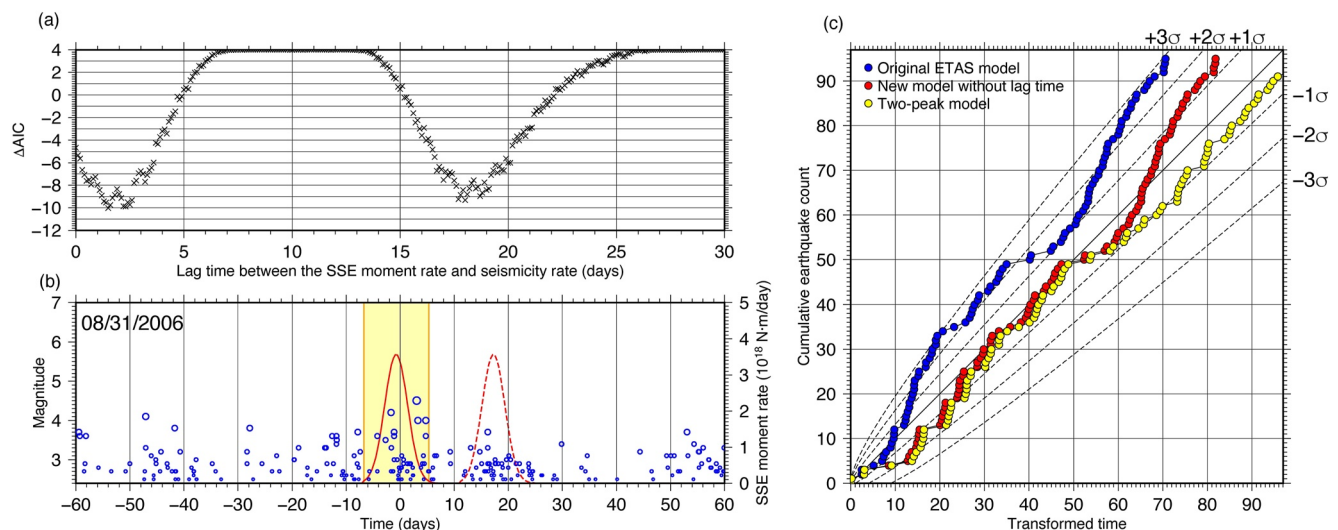 (a)
4
2
0
−2
−4
−6
−8
−10
−12
ΔAIC
0 5 10 15 20 25 30
Lag time between the SSE moment rate and seismicity rate (days)
(b)
7
6
5
4
3
Magnitude
08/31/2006
5
4
3
2
1
0
SSE moment rate (10¹⁸ N·m/day)
−60 −50 −40 −30 −20 −10 0 10 20 30 40 50 60
Time (days)
(c)
+3σ +2σ +1σ
Original ETAS model
New model without lag time
Two-peak model
−1σ
−2σ
−3σ
90
80
70
60
50
40
30
20
10
0
Cumulative earthquake count
0 10 20 30 40 50 60 70 80 90
Transformed time